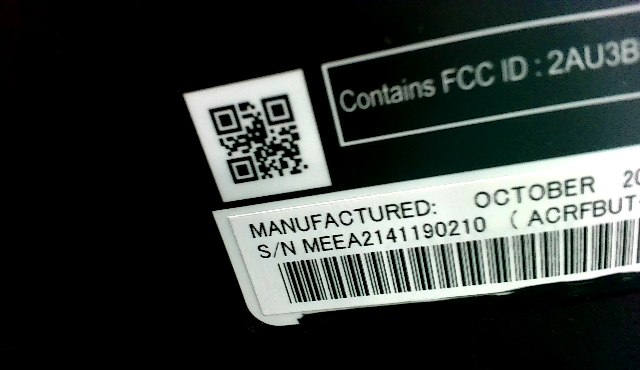 Contains FCC ID : 2AU3B
MANUFACTURED: OCTOBER 20
S/N MEEA2141190210 ( ACRFBUT-